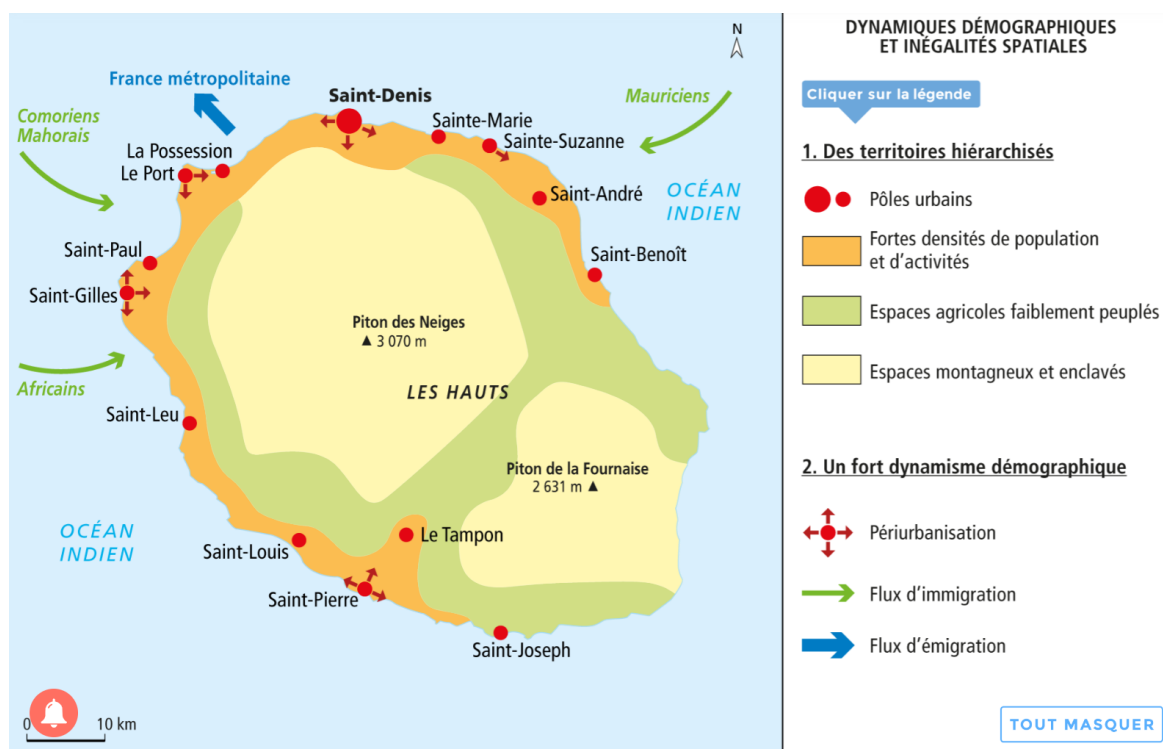 N
France métropolitaine
Saint-Denis
Mauriciens
Comoriens
Mahorais
Sainte-Marie
Sainte-Suzanne
La Possession
Le Port
Saint-André
OCÉAN
INDIEN
Saint-Paul
Saint-Benoît
Saint-Gilles
Piton des Neiges
▲ 3 070 m
Africains
LES HAUTS
Saint-Leu
Piton de la Fournaise
2 631 m ▲
OCÉAN
INDIEN
Le Tampon
Saint-Louis
Saint-Pierre
Saint-Joseph
0 10 km
DYNAMIQUES DÉMOGRAPHIQUES
ET INÉGALITÉS SPATIALES
Cliquer sur la légende
1. Des territoires hiérarchisés
Pôles urbains
Fortes densités de population
et d'activités
Espaces agricoles faiblement peuplés
Espaces montagneux et enclavés
2. Un fort dynamisme démographique
Périurbanisation
Flux d'immigration
Flux d'émigration
TOUT MASQUER